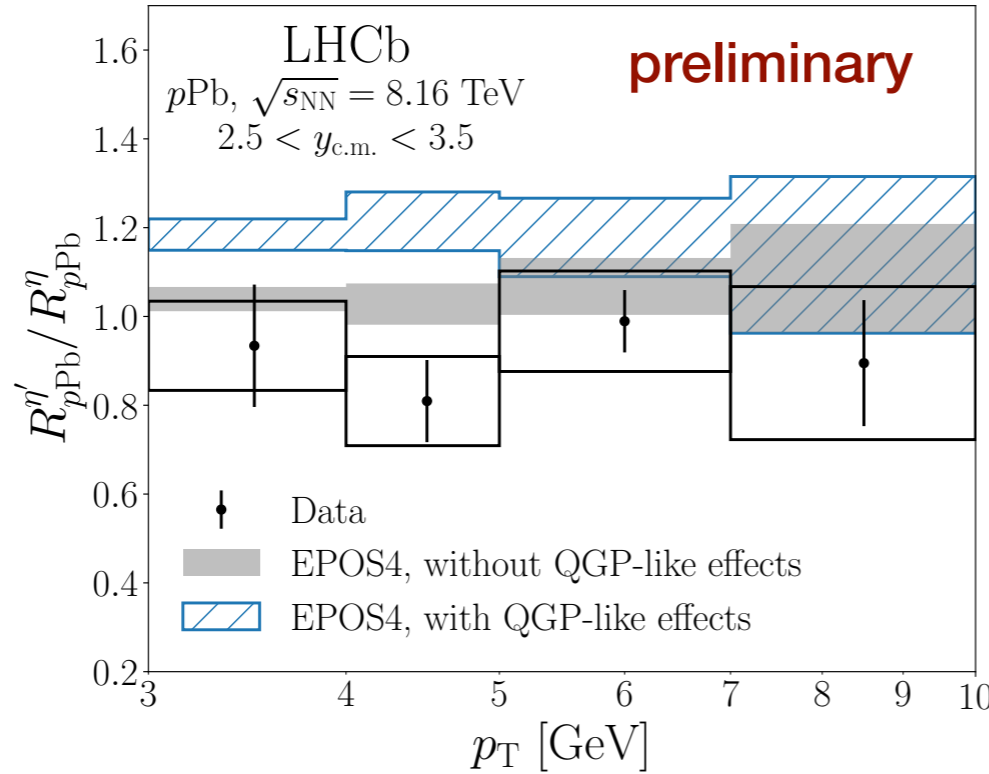 LHCb
preliminary
pPb, √s_NN = 8.16 TeV
2.5 < y_c.m. < 3.5
R^η′_pPb / R^η_pPb
1.6
1.4
1.2
1.0
0.8
0.6
0.4
0.2
Data
EPOS4, without QGP-like effects
EPOS4, with QGP-like effects
3 4 5 6 7 8 9 10
p_T [GeV]